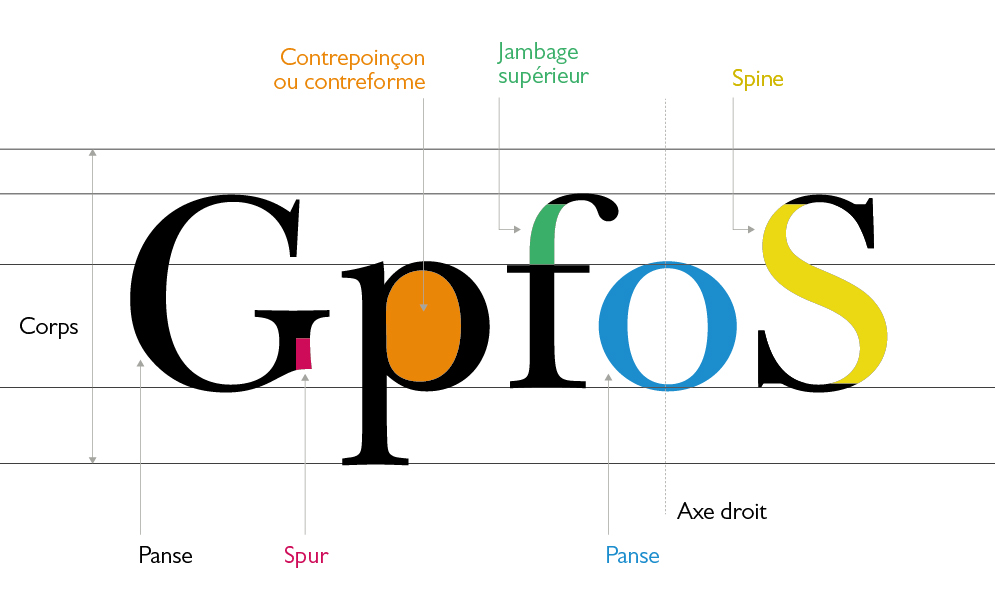 Contrepoinçon
ou contreforme
Jambage
supérieur
Spine
Corps
GpfoS
Axe droit
Panse
Spur
Panse